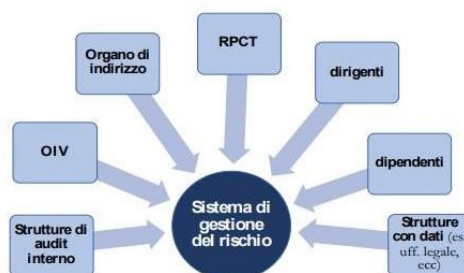 RPCT
Organo di
indirizzo
dirigenti
OIV
dipendenti
Sistema di
gestione
del rischio
Strutture di
audit
interno
Strutture
con dati (es
uff. legale,
ecc)